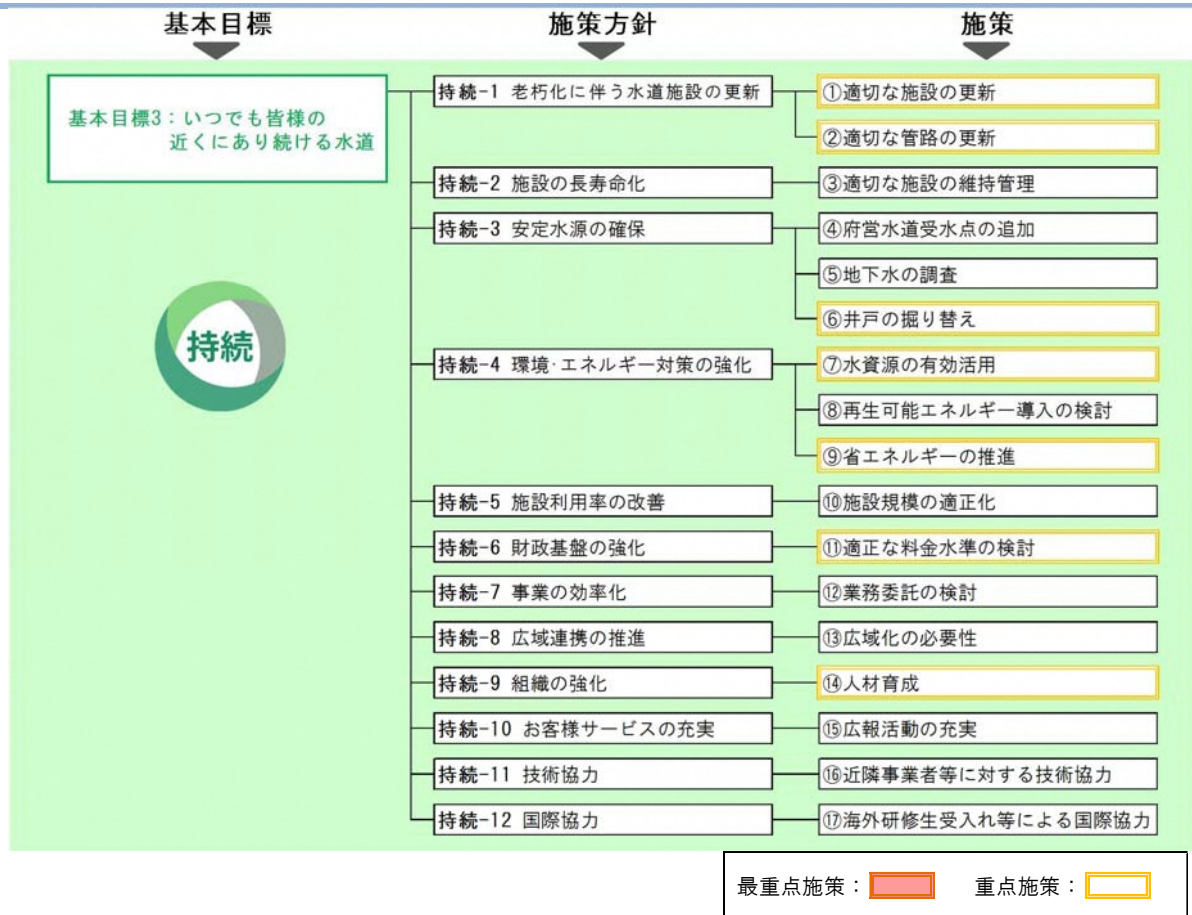 基本目標 施策方針 施策
基本目標3：いつでも皆様の
近くにあり続ける水道
持続
持続-1 老朽化に伴う水道施設の更新
①適切な施設の更新
②適切な管路の更新
持続-2 施設の長寿命化
③適切な施設の維持管理
持続-3 安定水源の確保
④府営水道受水点の追加
⑤地下水の調査
⑥井戸の掘り替え
持続-4 環境･エネルギー対策の強化
⑦水資源の有効活用
⑧再生可能エネルギー導入の検討
⑨省エネルギーの推進
持続-5 施設利用率の改善
⑩施設規模の適正化
持続-6 財政基盤の強化
⑪適正な料金水準の検討
持続-7 事業の効率化
⑫業務委託の検討
持続-8 広域連携の推進
⑬広域化の必要性
持続-9 組織の強化
⑭人材育成
持続-10 お客様サービスの充実
⑮広報活動の充実
持続-11 技術協力
⑯近隣事業者等に対する技術協力
持続-12 国際協力
⑰海外研修生受入れ等による国際協力
最重点施策： 重点施策：